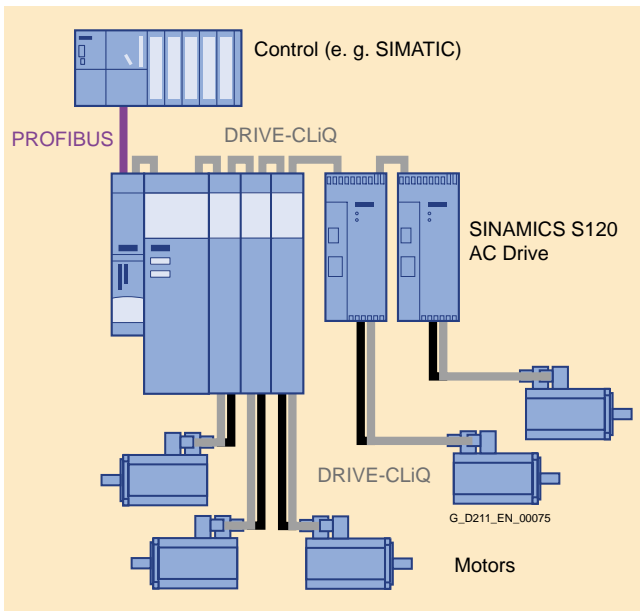 Control (e. g. SIMATIC)
PROFIBUS
DRIVE-CLiQ
SINAMICS S120
AC Drive
DRIVE-CLiQ
G_D211_EN_00075
Motors